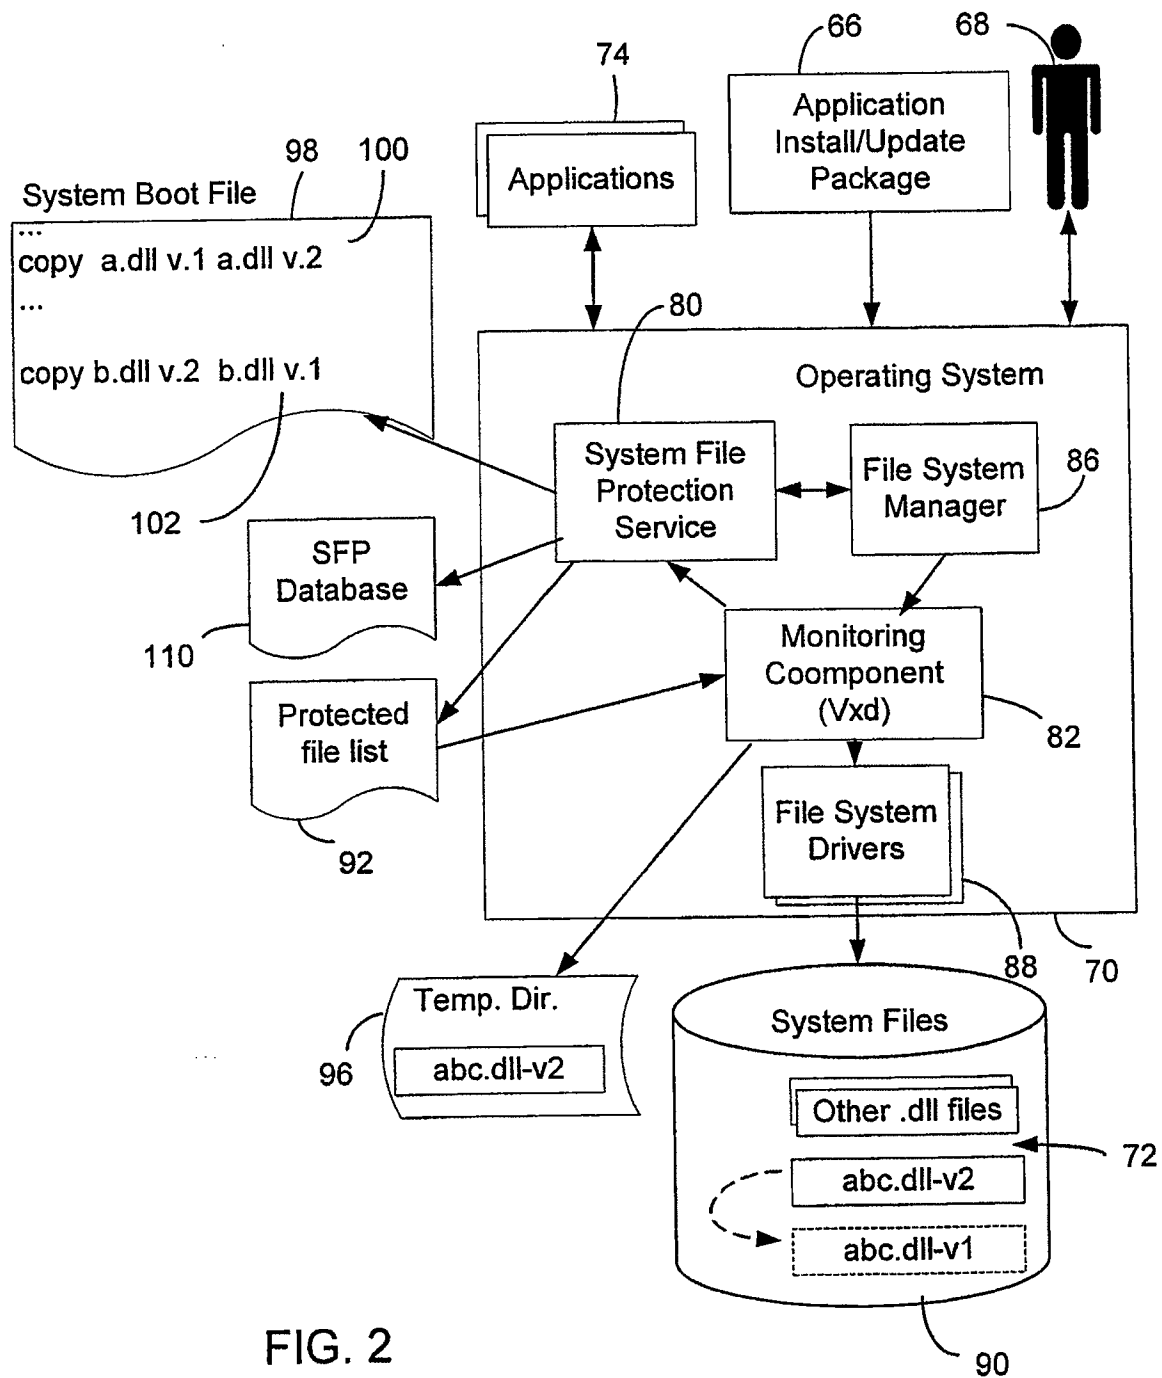 66
68
74
Application
Install/Update
Package
Applications
98
100
System Boot File
...
copy a.dll v.1 a.dll v.2
...
copy b.dll v.2 b.dll v.1
102
80
Operating System
System File
Protection
Service
File System
Manager
86
SFP
Database
110
Monitoring
Coomponent
(Vxd)
82
Protected
file list
92
File System
Drivers
88
70
Temp. Dir.
abc.dll-v2
96
System Files
Other .dll files
72
abc.dll-v2
abc.dll-v1
90
FIG. 2